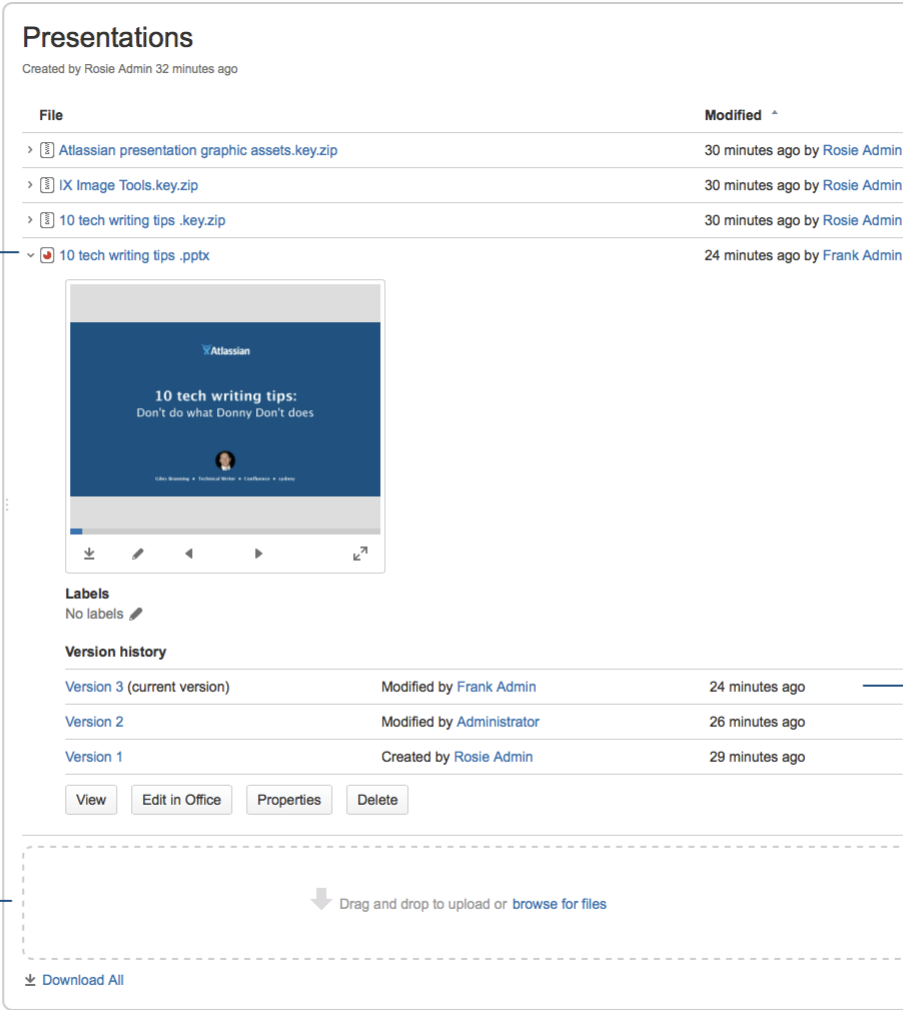 Presentations
Created by Rosie Admin 32 minutes ago
File Modified
Atlassian presentation graphic assets.key.zip 30 minutes ago by Rosie Admin
IX Image Tools.key.zip 30 minutes ago by Rosie Admin
10 tech writing tips .key.zip 30 minutes ago by Rosie Admin
10 tech writing tips .pptx 24 minutes ago by Frank Admin
Atlassian
10 tech writing tips:
Don't do what Donny Don't does
Technical Writer • Confluence • sydney
Labels
No labels
Version history
Version 3 (current version) Modified by Frank Admin 24 minutes ago
Version 2 Modified by Administrator 26 minutes ago
Version 1 Created by Rosie Admin 29 minutes ago
View Edit in Office Properties Delete
Drag and drop to upload or browse for files
Download All